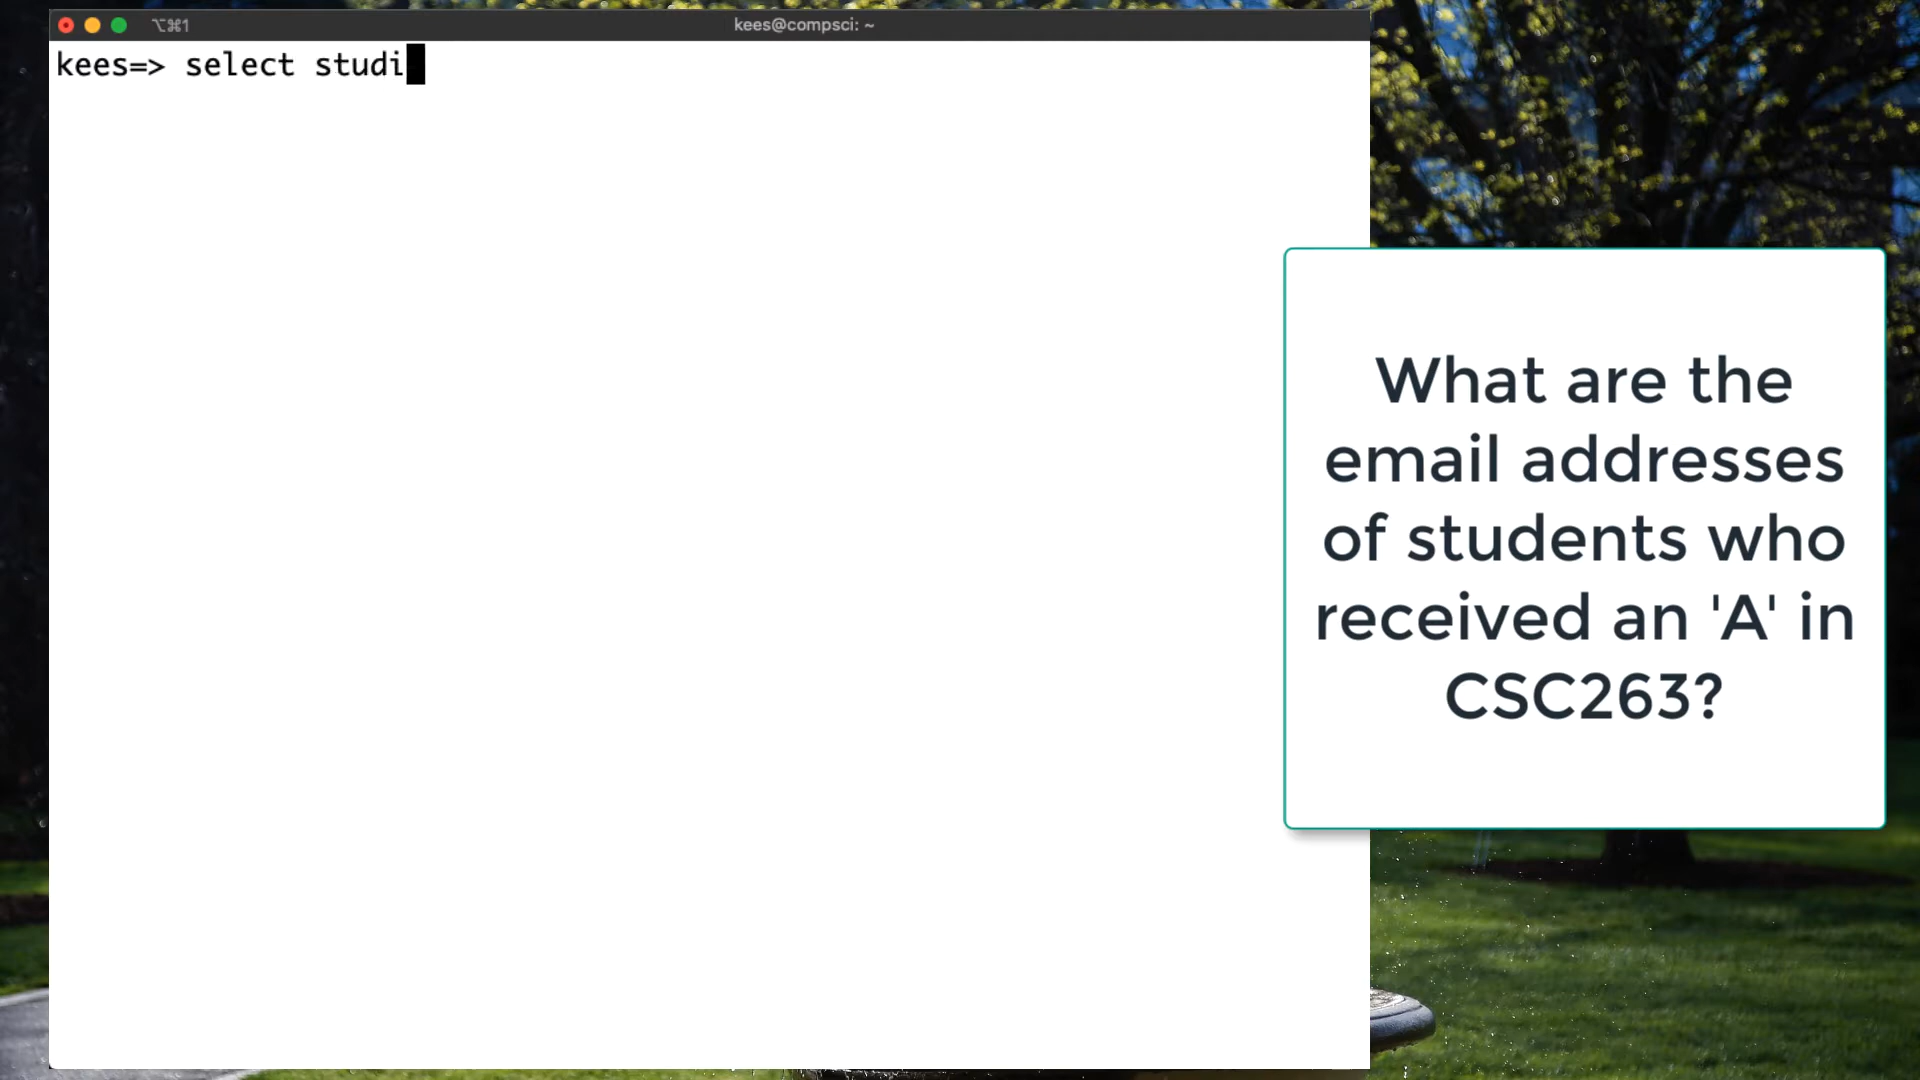 ⌥⌘1
kees@compsci: ~
kees=> select studi
What are the
email addresses
of students who
received an 'A' in
CSC263?